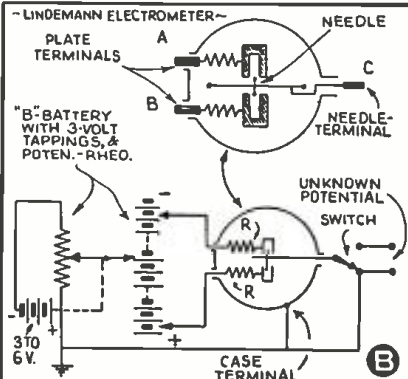 ~LINDEMANN ELECTROMETER~
PLATE
TERMINALS
A
NEEDLE
C
B
NEEDLE-
TERMINAL
"B"-BATTERY
WITH 3-VOLT
TAPPINGS, &
POTEN.-RHEO.
-
UNKNOWN
POTENTIAL
SWITCH
R
R
- +
3 TO
6 V.
+
CASE
TERMINAL
B